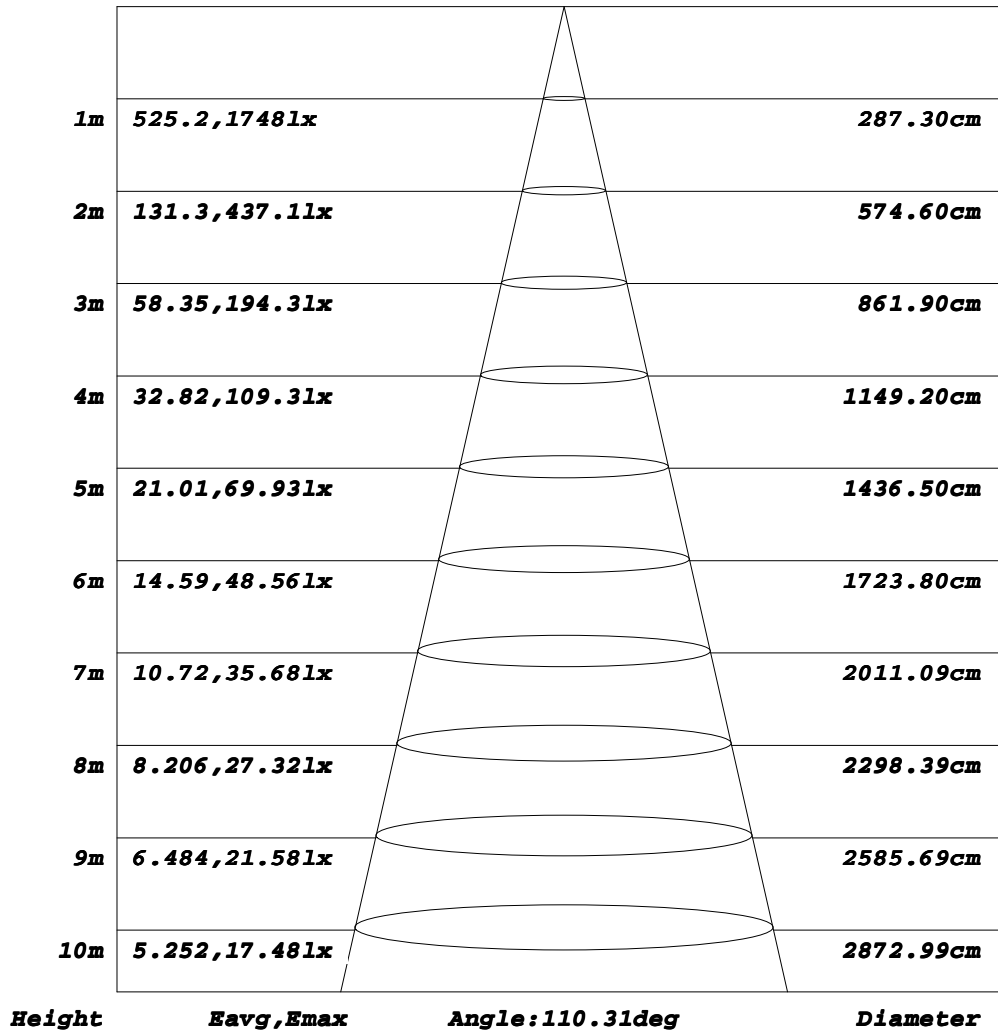 1m 525.2,1748lx 287.30cm
2m 131.3,437.1lx 574.60cm
3m 58.35,194.3lx 861.90cm
4m 32.82,109.3lx 1149.20cm
5m 21.01,69.93lx 1436.50cm
6m 14.59,48.56lx 1723.80cm
7m 10.72,35.68lx 2011.09cm
8m 8.206,27.32lx 2298.39cm
9m 6.484,21.58lx 2585.69cm
10m 5.252,17.48lx 2872.99cm
Height Eavg,Emax Angle:110.31deg Diameter